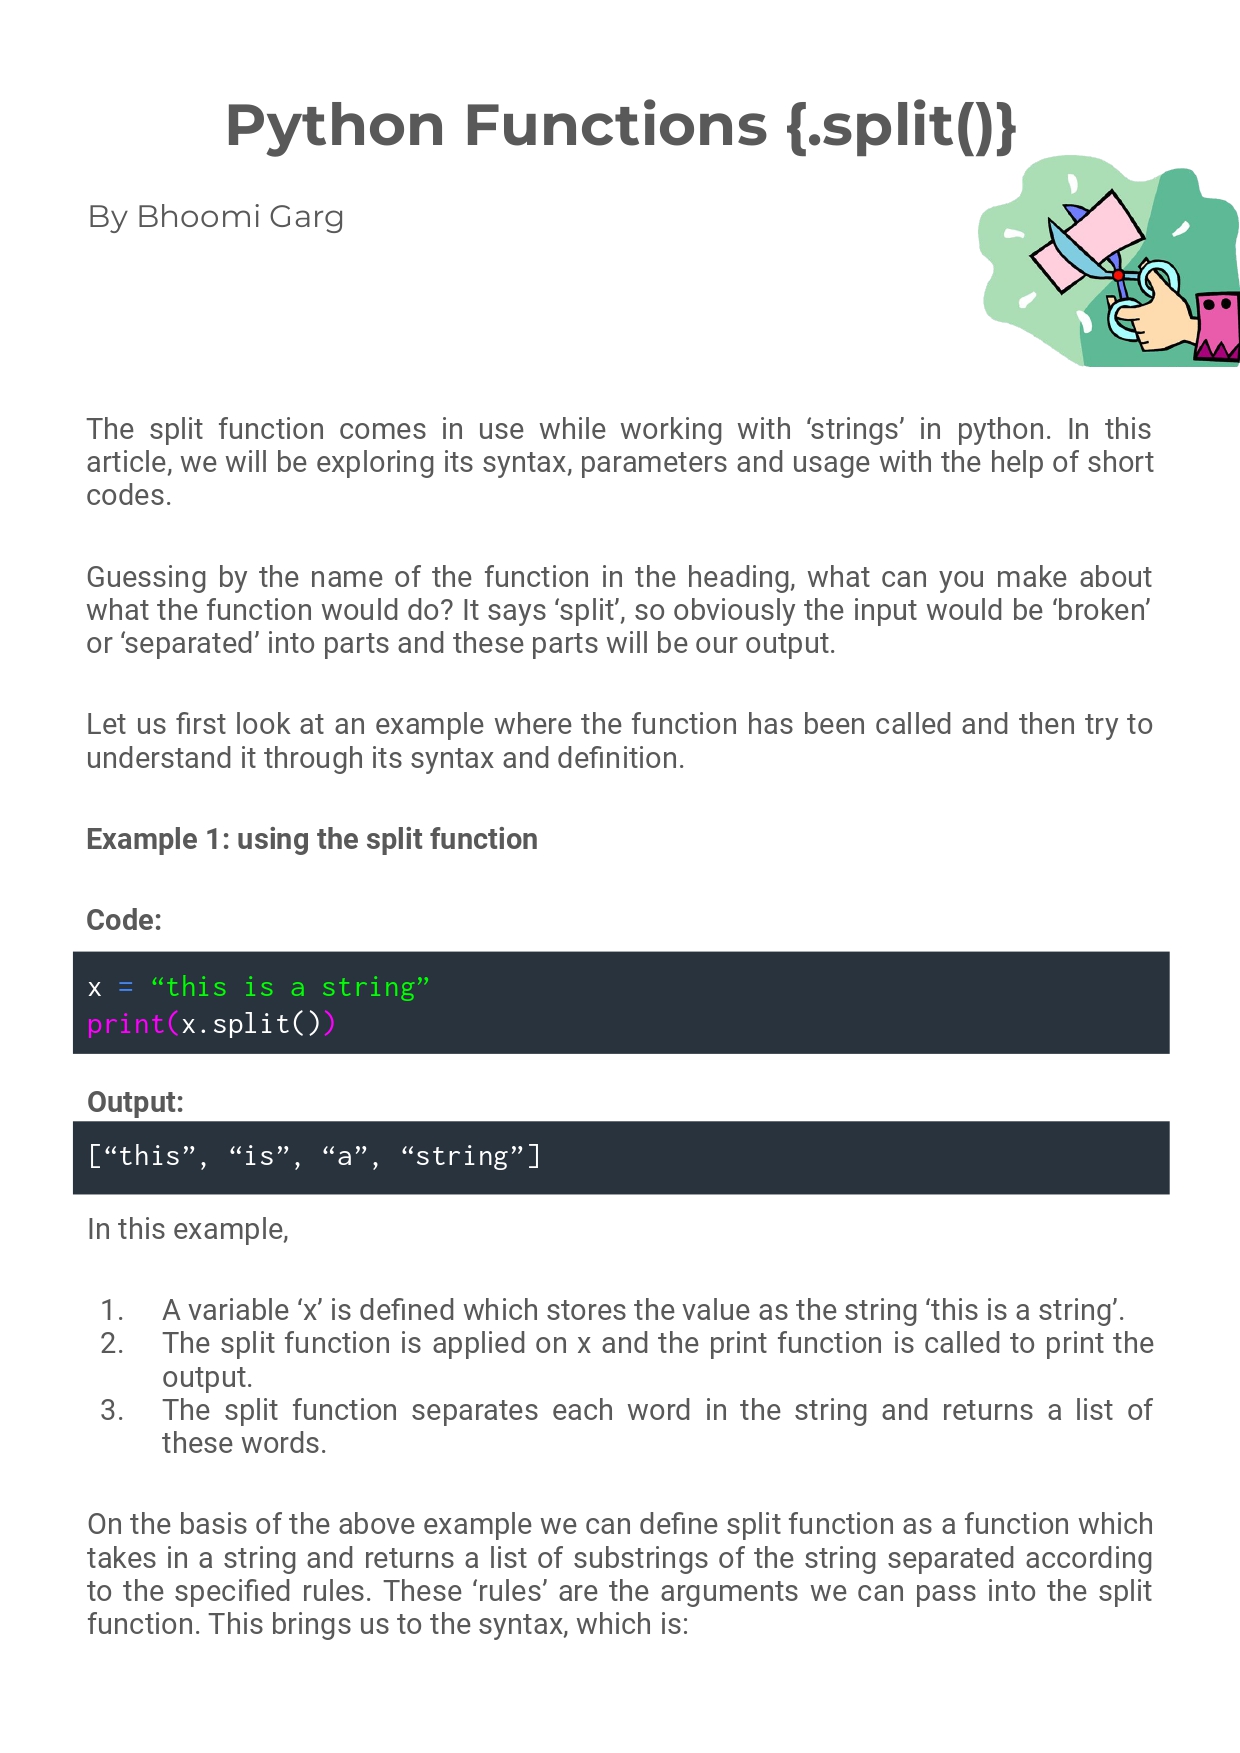 Python Functions {.split()}
By Bhoomi Garg
The split function comes in use while working with ‘strings’ in python. In this
article, we will be exploring its syntax, parameters and usage with the help of short
codes.
Guessing by the name of the function in the heading, what can you make about
what the function would do? It says ‘split’, so obviously the input would be ‘broken’
or ‘separated’ into parts and these parts will be our output.
Let us first look at an example where the function has been called and then try to
understand it through its syntax and definition.
Example 1: using the split function
Code:
x = “this is a string”
print(x.split())
Output:
[“this”, “is”, “a”, “string”]
In this example,
1. A variable ‘x’ is defined which stores the value as the string ‘this is a string’.
2. The split function is applied on x and the print function is called to print the
output.
3. The split function separates each word in the string and returns a list of
these words.
On the basis of the above example we can define split function as a function which
takes in a string and returns a list of substrings of the string separated according
to the specified rules. These ‘rules’ are the arguments we can pass into the split
function. This brings us to the syntax, which is: